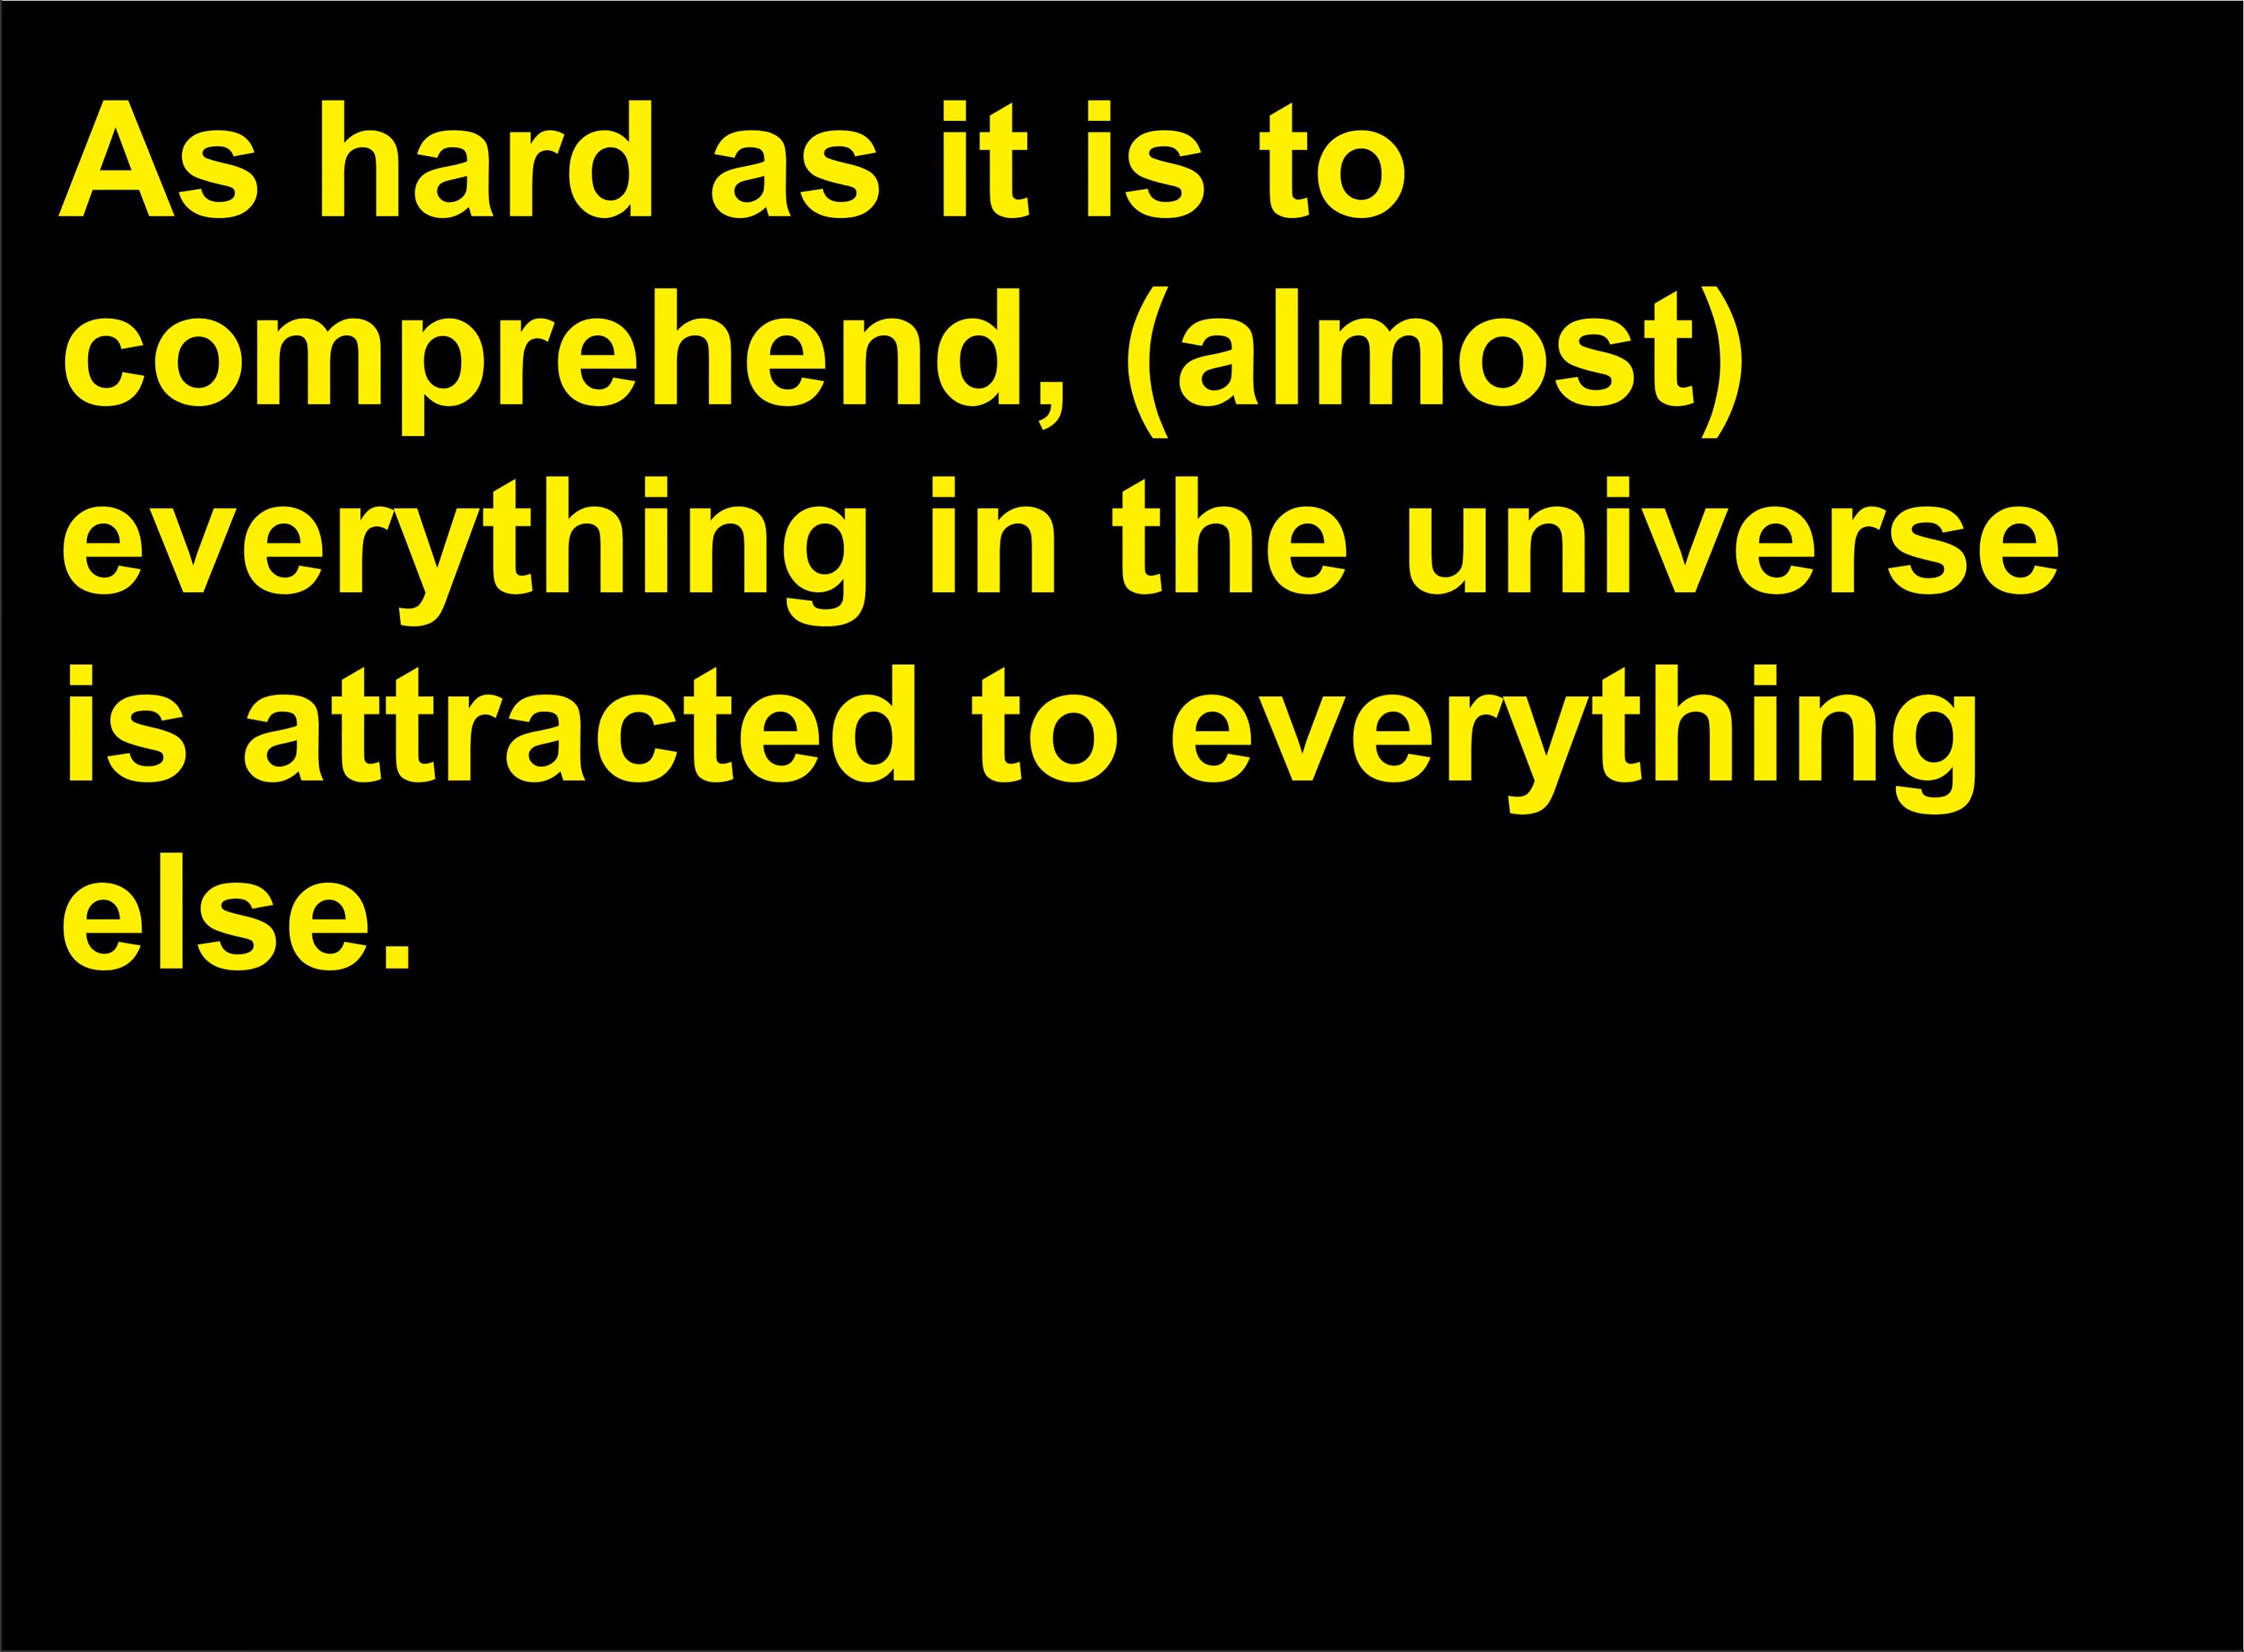 As hard as it is to
comprehend, (almost)
everything in the universe
is attracted to everything
else.